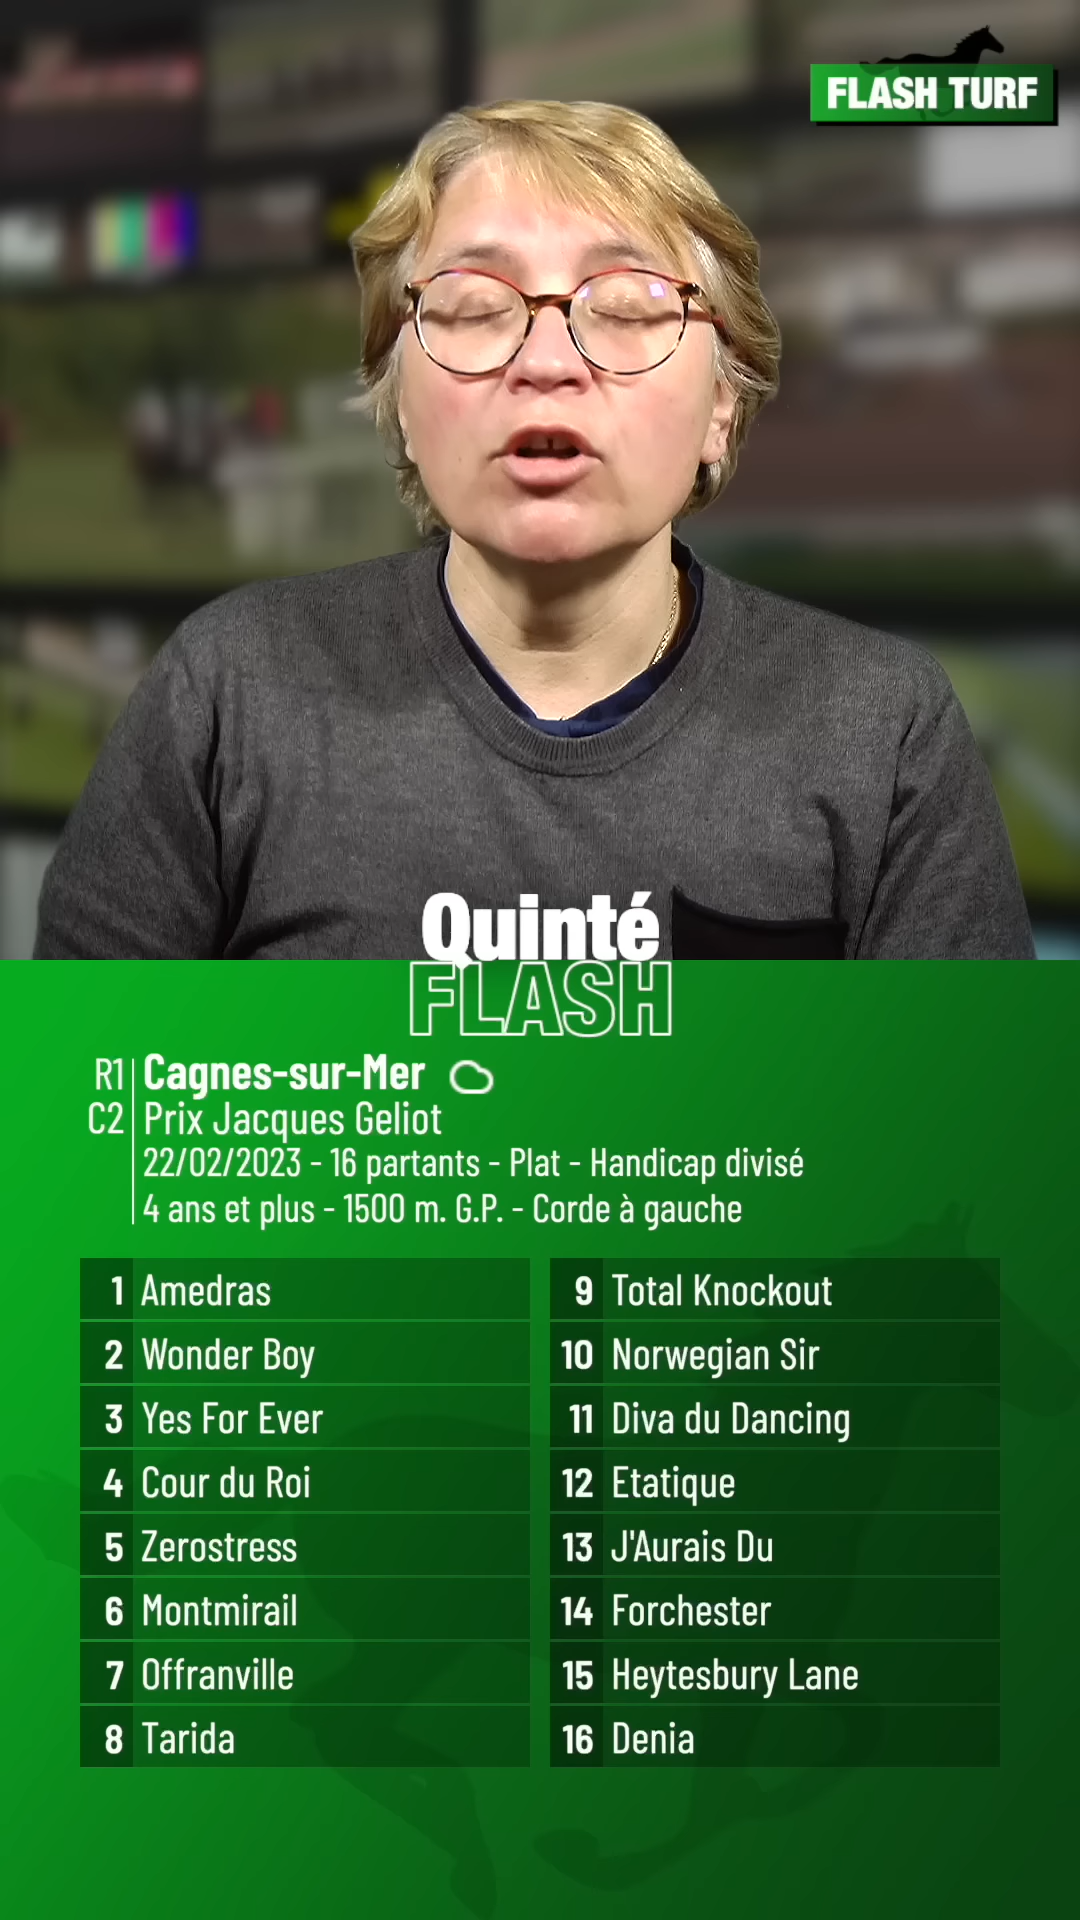 FLASH TURF
Quinté
FLASH
R1 Cagnes-sur-Mer
C2 Prix Jacques Geliot
22/02/2023 - 16 partants - Plat - Handicap divisé
4 ans et plus - 1500 m. G.P. - Corde à gauche
1 Amedras
2 Wonder Boy
3 Yes For Ever
4 Cour du Roi
5 Zerostress
6 Montmirail
7 Offranville
8 Tarida
9 Total Knockout
10 Norwegian Sir
11 Diva du Dancing
12 Etatique
13 J'Aurais Du
14 Forchester
15 Heytesbury Lane
16 Denia